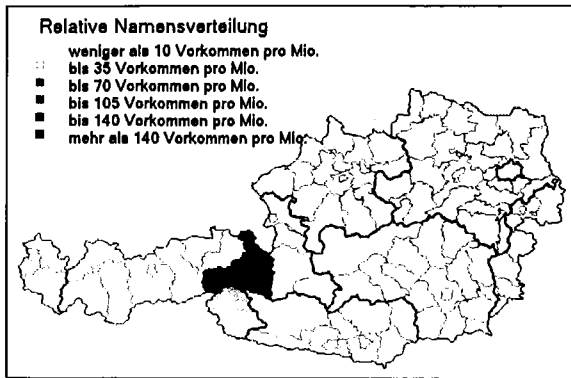 Relative Namensverteilung
weniger als 10 Vorkommen pro Mio.
bis 35 Vorkommen pro Mio.
bis 70 Vorkommen pro Mio.
bis 105 Vorkommen pro Mio.
bis 140 Vorkommen pro Mio.
mehr als 140 Vorkommen pro Mio.